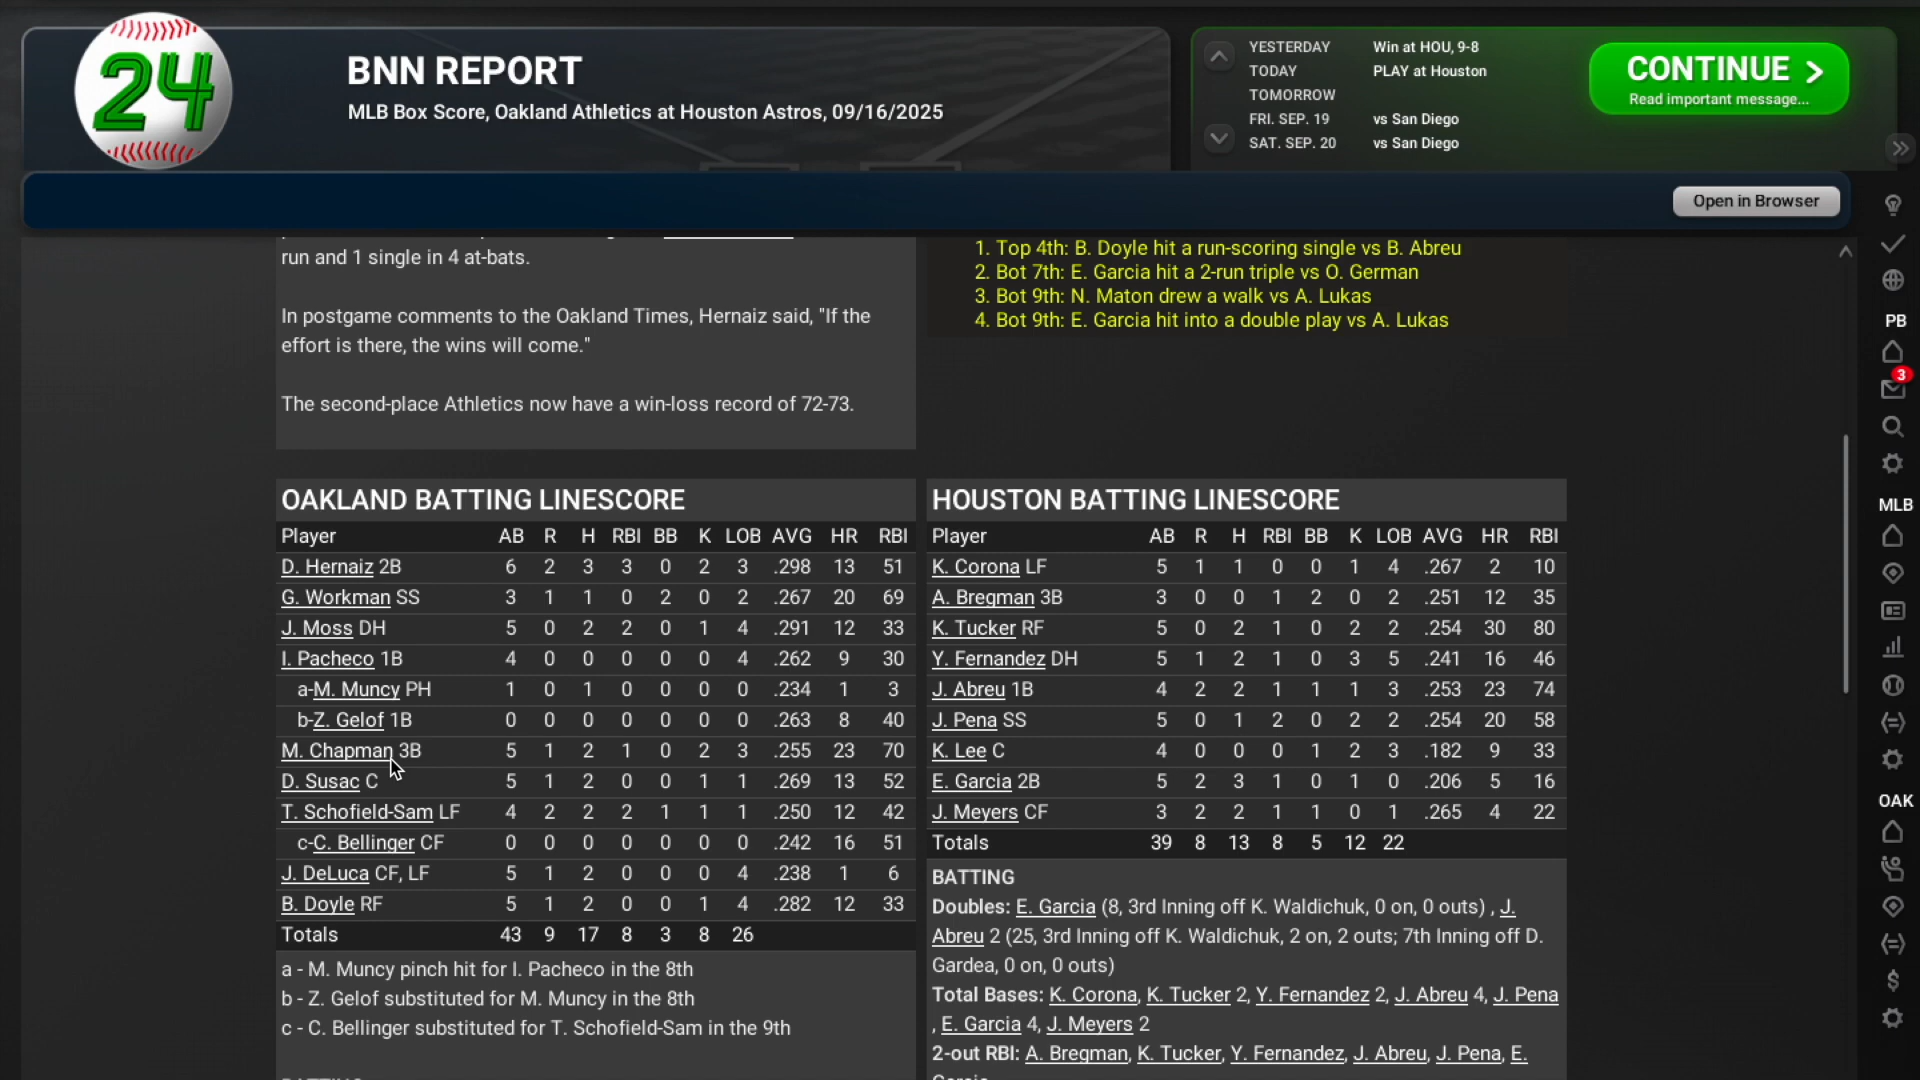 24
BNN REPORT
MLB Box Score, Oakland Athletics at Houston Astros, 09/16/2025
YESTERDAY Win at HOU, 9-8
TODAY PLAY at Houston
TOMORROW
FRI. SEP. 19 vs San Diego
SAT. SEP. 20 vs San Diego
CONTINUE
Read important message...
Open in Browser
run and 1 single in 4 at-bats.
In postgame comments to the Oakland Times, Hernaiz said, "If the
effort is there, the wins will come."
The second-place Athletics now have a win-loss record of 72-73.
1. Top 4th: B. Doyle hit a run-scoring single vs B. Abreu
2. Bot 7th: E. Garcia hit a 2-run triple vs O. German
3. Bot 9th: N. Maton drew a walk vs A. Lukas
4. Bot 9th: E. Garcia hit into a double play vs A. Lukas
OAKLAND BATTING LINESCORE
Player AB R H RBI BB K LOB AVG HR RBI
D. Hernaiz 2B 6 2 3 3 0 2 3 .298 13 51
G. Workman SS 3 1 1 0 2 0 2 .267 20 69
J. Moss DH 5 0 2 2 0 1 4 .291 12 33
I. Pacheco 1B 4 0 0 0 0 0 4 .262 9 30
a-M. Muncy PH 1 0 1 0 0 0 0 .234 1 3
b-Z. Gelof 1B 0 0 0 0 0 0 0 .263 8 40
M. Chapman 3B 5 1 2 1 0 2 3 .255 23 70
D. Susac C 5 1 2 0 0 1 1 .269 13 52
T. Schofield-Sam LF 4 2 2 2 1 1 1 .250 12 42
c-C. Bellinger CF 0 0 0 0 0 0 0 .242 16 51
J. DeLuca CF, LF 5 1 2 0 0 0 4 .238 1 6
B. Doyle RF 5 1 2 0 0 1 4 .282 12 33
Totals 43 9 17 8 3 8 26
a - M. Muncy pinch hit for I. Pacheco in the 8th
b - Z. Gelof substituted for M. Muncy in the 8th
c - C. Bellinger substituted for T. Schofield-Sam in the 9th
HOUSTON BATTING LINESCORE
Player AB R H RBI BB K LOB AVG HR RBI
K. Corona LF 5 1 1 0 0 1 4 .267 2 10
A. Bregman 3B 3 0 0 1 2 0 2 .251 12 35
K. Tucker RF 5 0 2 1 0 2 2 .254 30 80
Y. Fernandez DH 5 1 2 1 0 3 5 .241 16 46
J. Abreu 1B 4 2 2 1 1 1 3 .253 23 74
J. Pena SS 5 0 1 2 0 2 2 .254 20 58
K. Lee C 4 0 0 0 1 2 3 .182 9 33
E. Garcia 2B 5 2 3 1 0 1 0 .206 5 16
J. Meyers CF 3 2 2 1 1 0 1 .265 4 22
Totals 39 8 13 8 5 12 22
BATTING
Doubles: E. Garcia (8, 3rd Inning off K. Waldichuk, 0 on, 0 outs) , J.
Abreu 2 (25, 3rd Inning off K. Waldichuk, 2 on, 2 outs; 7th Inning off D.
Gardea, 0 on, 0 outs)
Total Bases: K. Corona, K. Tucker 2, Y. Fernandez 2, J. Abreu 4, J. Pena
, E. Garcia 4, J. Meyers 2
2-out RBI: A. Bregman, K. Tucker, Y. Fernandez, J. Abreu, J. Pena, E.
PB
3
MLB
OAK